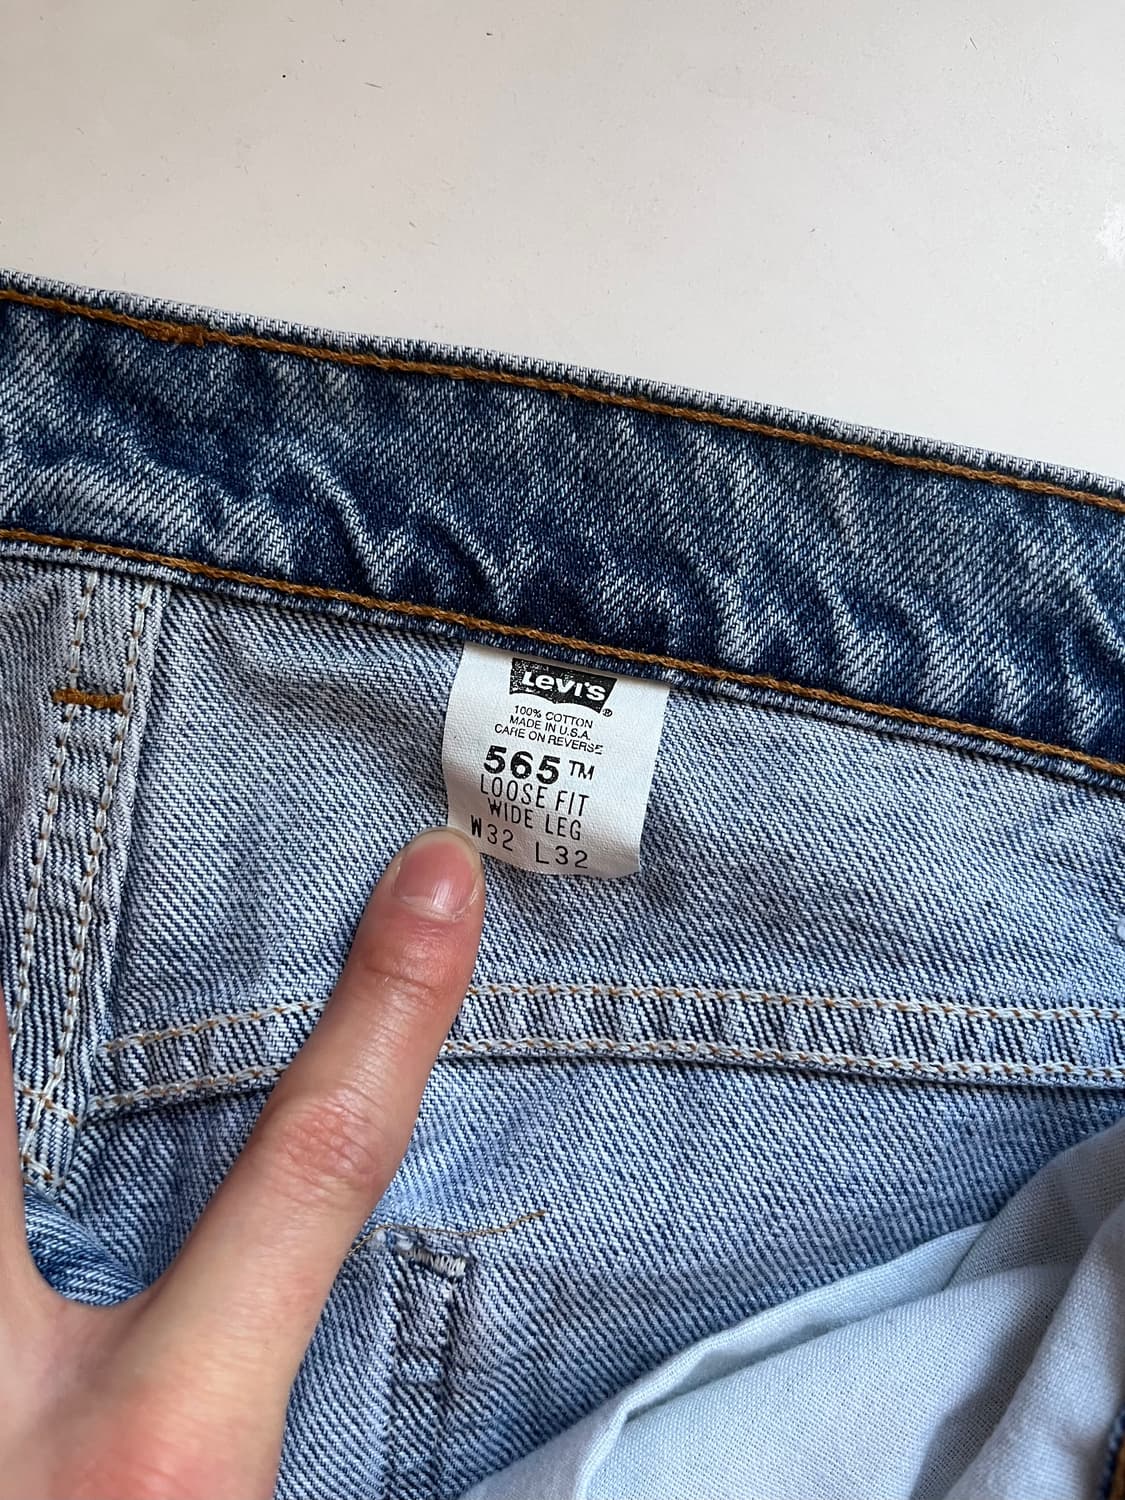 Levi's®
100% COTTON
MADE IN U.S.A.
CARE ON REVERSE
565™
LOOSE FIT
WIDE LEG
W32 L32